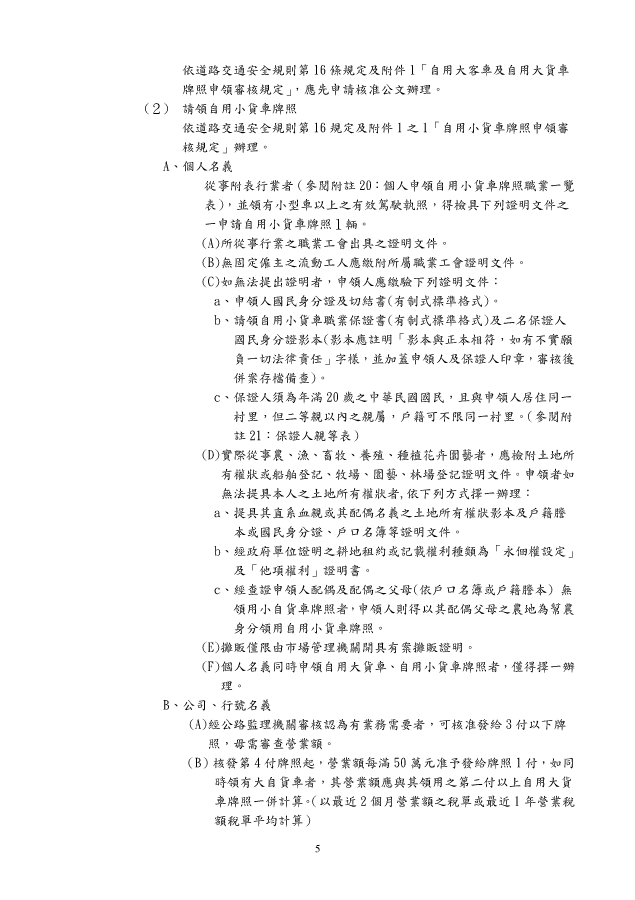 依道路交通安全規則第 16 條規定及附件 1「自用大客車及自用大貨車
牌照申領審核規定」,應先申請核准公文辦理。
(２) 請領自用小貨車牌照
依道路交通安全規則第 16 規定及附件 1 之 1「自用小貨車牌照申領審
核規定」辦理。
A、個人名義
從事附表行業者(參閱附註 20:個人申領自用小貨車牌照職業一覽
表),並領有小型車以上之有效駕駛執照,得檢具下列證明文件之
一申請自用小貨車牌照１輛。
(A)所從事行業之職業工會出具之證明文件。
(B)無固定僱主之流動工人應繳附所屬職業工會證明文件。
(C)如無法提出證明者,申領人應繳驗下列證明文件:
a、申領人國民身分證及切結書(有制式標準格式)。
b、請領自用小貨車職業保證書(有制式標準格式)及二名保證人
國民身分證影本(影本應註明「影本與正本相符,如有不實願
負一切法律責任」字樣,並加蓋申領人及保證人印章,審核後
併案存檔備查)。
c、保證人須為年滿 20 歲之中華民國國民,且與申領人居住同一
村里,但二等親以內之親屬,戶籍可不限同一村里。(參閱附
註 21:保證人親等表)
(D)實際從事農、漁、畜牧、養殖、種植花卉園藝者,應檢附土地所
有權狀或船舶登記、牧場、園藝、林場登記證明文件。申領者如
無法提具本人之土地所有權狀者,依下列方式擇一辦理:
a、提具其直系血親或其配偶名義之土地所有權狀影本及戶籍謄
本或國民身分證、戶口名簿等證明文件。
b、經政府單位證明之耕地租約或記載權利種類為「永佃權設定」
及「他項權利」證明書。
c、經查證申領人配偶及配偶之父母(依戶口名簿或戶籍謄本) 無
領用小自貨車牌照者,申領人則得以其配偶父母之農地為幫農
身分領用自用小貨車牌照。
(E)攤販僅限由市場管理機關開具有案攤販證明。
(F)個人名義同時申領自用大貨車、自用小貨車牌照者,僅得擇一辦
理。
B、公司、行號名義
(A)經公路監理機關審核認為有業務需要者,可核准發給 3 付以下牌
照,毋需審查營業額。
(B)核發第 4 付牌照起,營業額每滿 50 萬元准予發給牌照 1 付,如同
時領有大自貨車者,其營業額應與其領用之第二付以上自用大貨
車牌照一併計算。(以最近 2 個月營業額之稅單或最近 1 年營業稅
額稅單平均計算)
5